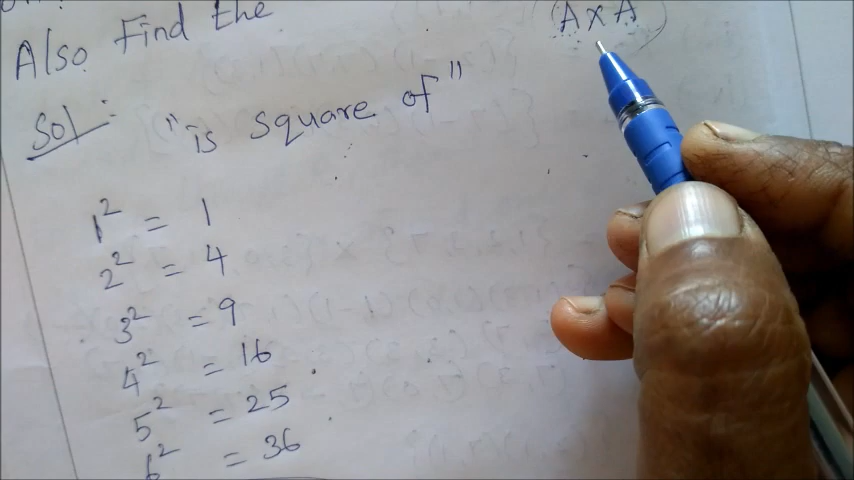 Also Find the (A x A
Sol: "is square of"
1² = 1
2² = 4
3² = 9
4² = 16
5² = 25
6² = 36